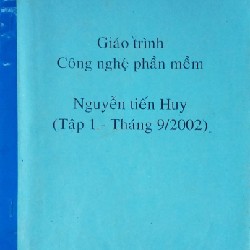 Giáo trình
Công nghệ phần mềm
Nguyễn tiến Huy
(Tập 1 - Tháng 9/2002)